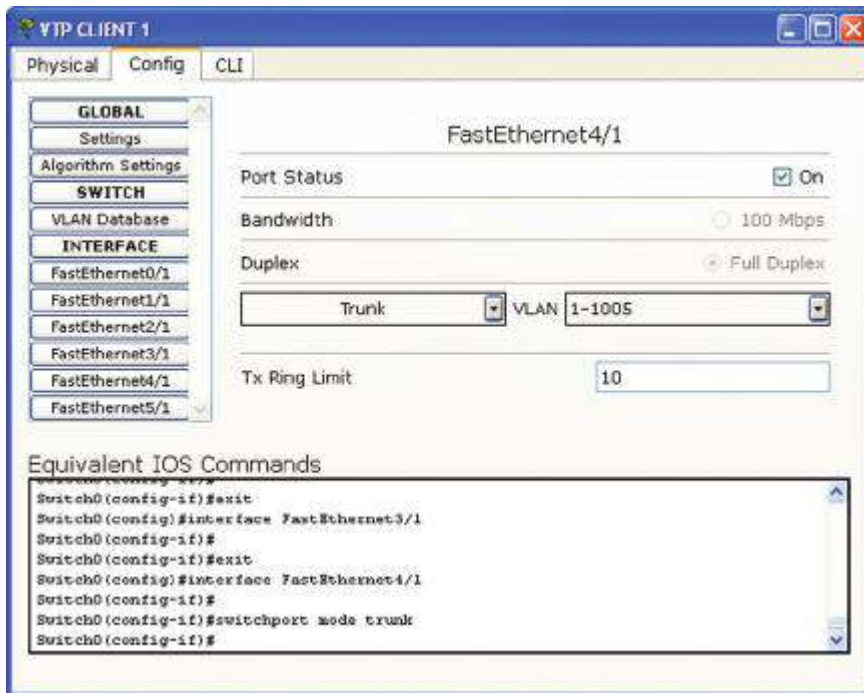 VTP CLIENT 1
Physical Config CLI
GLOBAL
Settings
Algorithm Settings
SWITCH
VLAN Database
INTERFACE
FastEthernet0/1
FastEthernet1/1
FastEthernet2/1
FastEthernet3/1
FastEthernet4/1
FastEthernet5/1
FastEthernet4/1
Port Status On
Bandwidth 100 Mbps
Duplex Full Duplex
Trunk VLAN 1-1005
Tx Ring Limit 10
Equivalent IOS Commands
Switch0(config-if)#
Switch0(config-if)#exit
Switch0(config)#interface FastEthernet3/1
Switch0(config-if)#
Switch0(config-if)#exit
Switch0(config)#interface FastEthernet4/1
Switch0(config-if)#
Switch0(config-if)#switchport mode trunk
Switch0(config-if)#